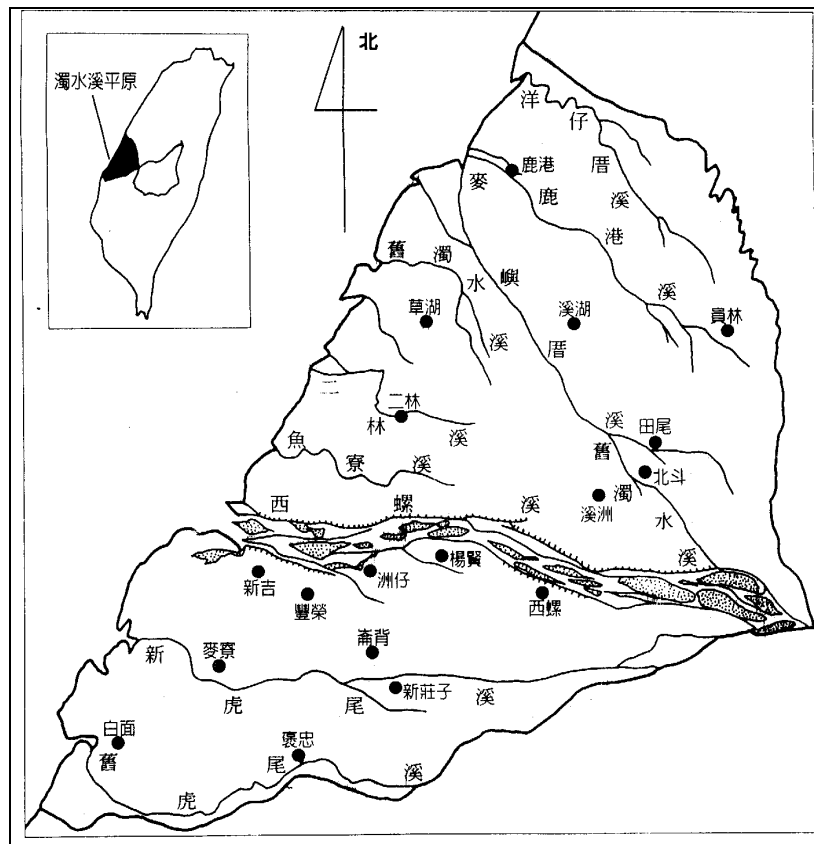 濁水溪平原
北
洋仔厝溪
鹿港
麥嶼厝溪
鹿港溪
舊濁水溪
草湖
溪湖
員林
二林
二林溪
魚寮溪
田尾
北斗
舊濁水溪
溪洲
西螺溪
新吉
豐榮
洲仔
楊賢
西螺
崙背
麥寮
新虎尾溪
新莊子
白面
褒忠
舊虎尾溪